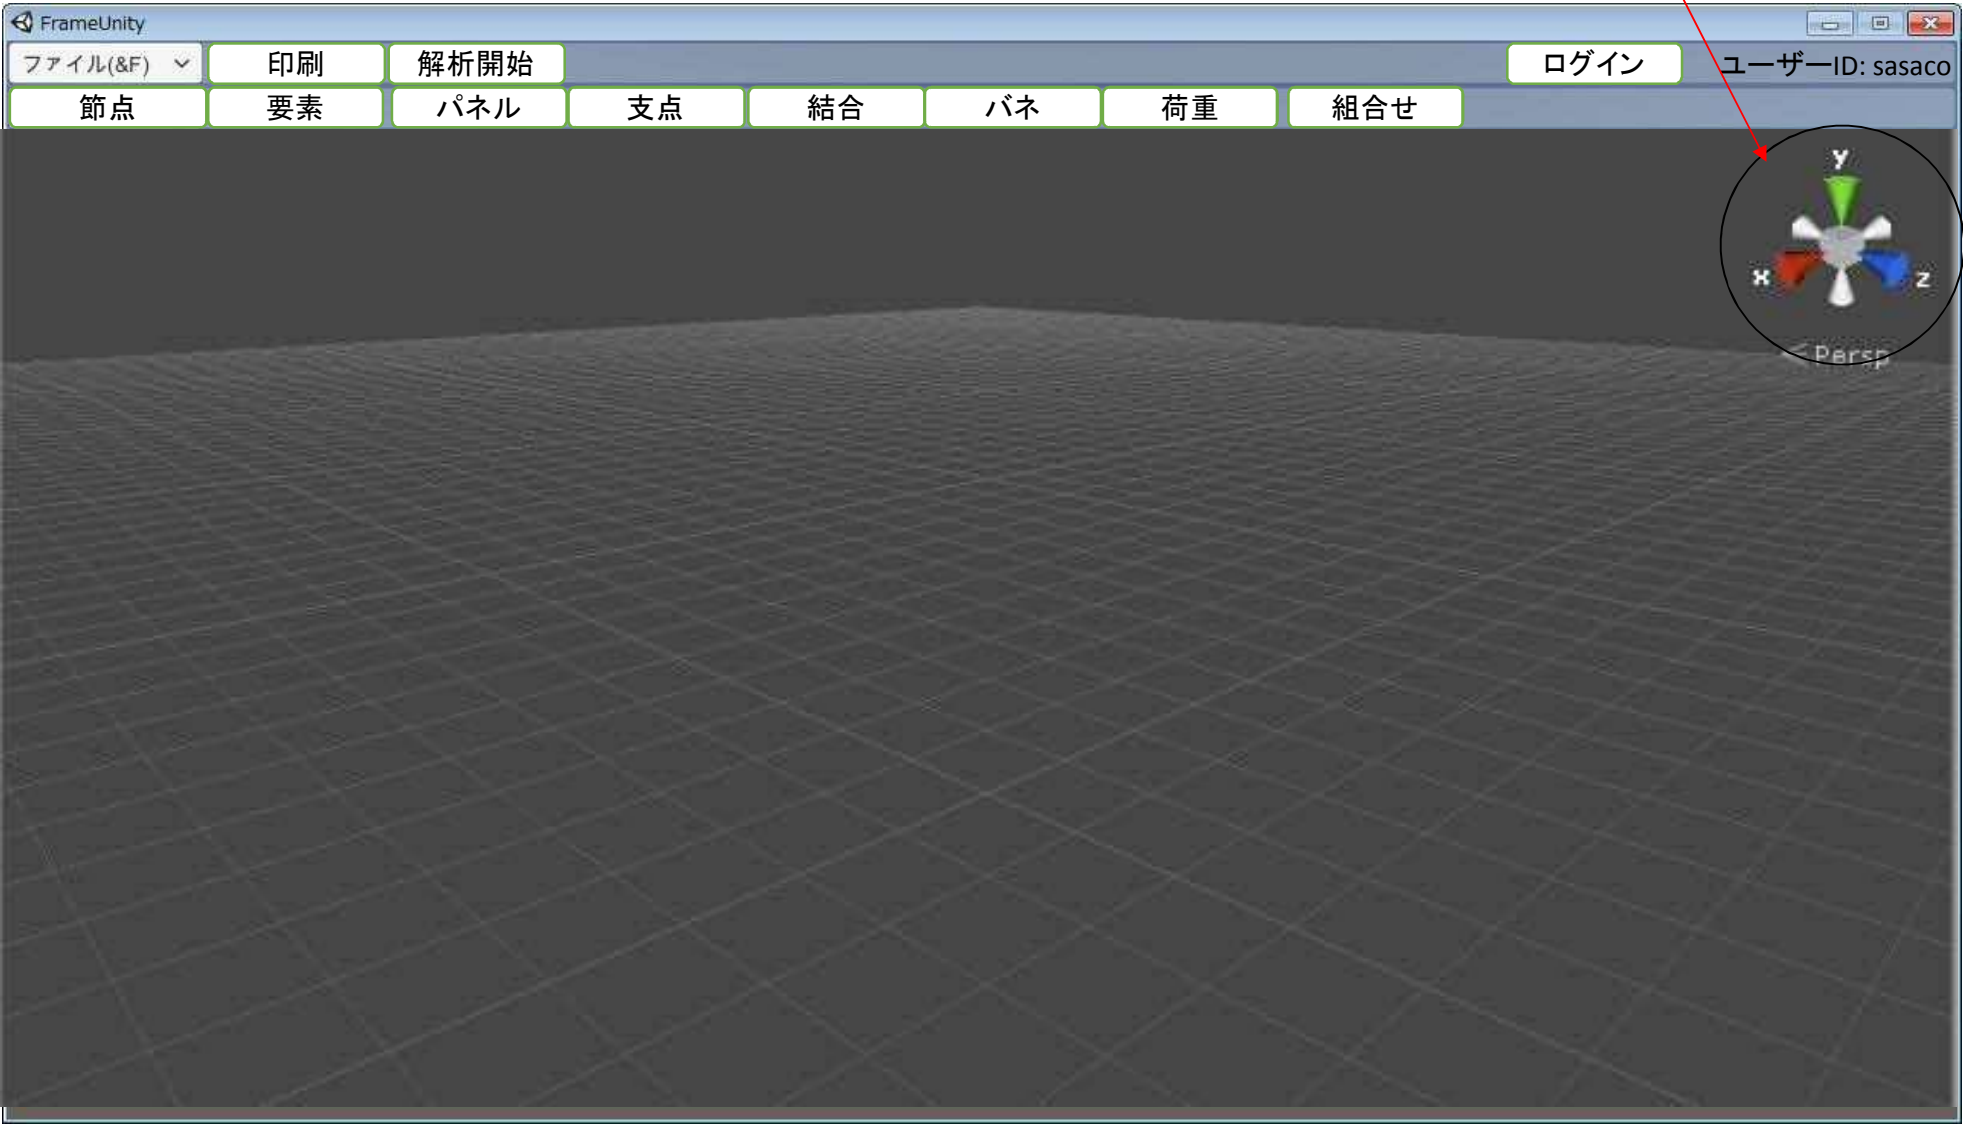 FrameUnity
ファイル(&F) 印刷 解析開始 ログイン ユーザーID: sasaco
節点 要素 パネル 支点 結合 バネ 荷重 組合せ
y
x z
Persp